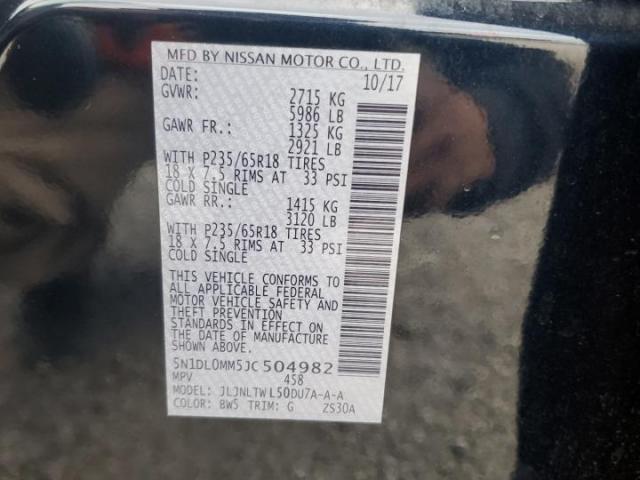 MFD BY NISSAN MOTOR CO., LTD.
DATE: 10/17
GVWR: 2715 KG
5986 LB
GAWR FR.: 1325 KG
2921 LB
WITH P235/65R18 TIRES
18 X 7.5 RIMS AT 33 PSI
COLD SINGLE
GAWR RR.: 1415 KG
3120 LB
WITH P235/65R18 TIRES
18 X 7.5 RIMS AT 33 PSI
COLD SINGLE
THIS VEHICLE CONFORMS TO
ALL APPLICABLE FEDERAL
MOTOR VEHICLE SAFETY AND
THEFT PREVENTION
STANDARDS IN EFFECT ON
THE DATE OF MANUFACTURE
SHOWN ABOVE.
5N1DL0MM5JC504982
MPV 458
MODEL: JLJNLTW L50DU7A-A-A
COLOR: BW5 TRIM: G ZS30A